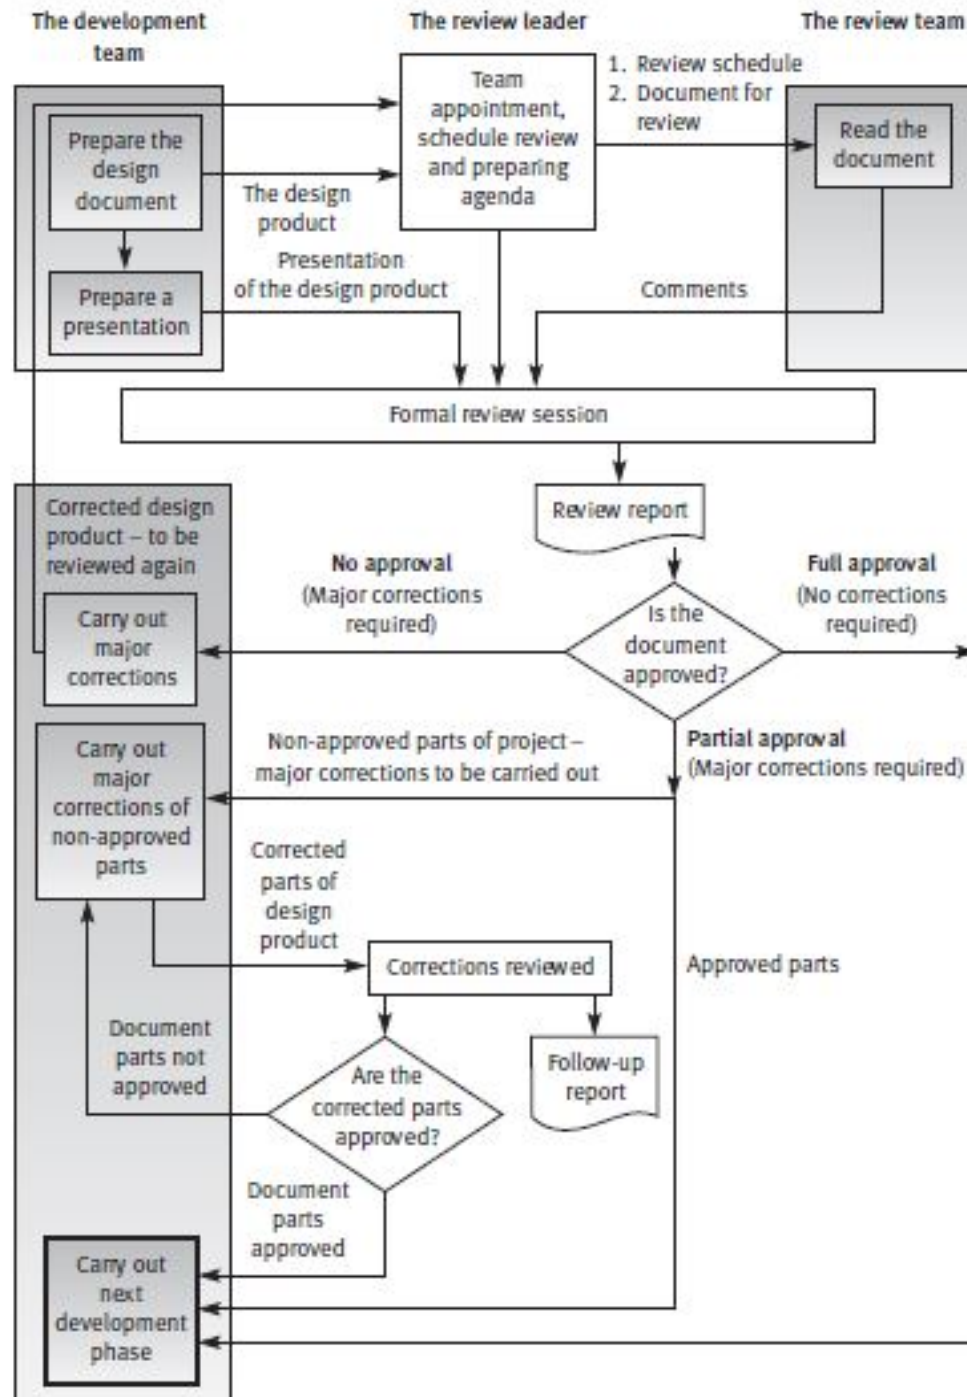 The development
team
The review leader
The review team
Prepare the
design
document
Team
appointment,
schedule review
and preparing
agenda
1. Review schedule
2. Document for
review
Read the
document
The design
product
Prepare a
presentation
Presentation
of the design product
Comments
Formal review session
Review report
Corrected design
product – to be
reviewed again
No approval
(Major corrections
required)
Full approval
(No corrections
required)
Is the
document
approved?
Carry out
major
corrections
Carry out
major
corrections of
non-approved
parts
Non-approved parts of project –
major corrections to be carried out
Partial approval
(Major corrections required)
Corrected
parts of
design
product
Corrections reviewed
Approved parts
Document
parts not
approved
Are the
corrected parts
approved?
Follow-up
report
Document
parts
approved
Carry out
next
development
phase